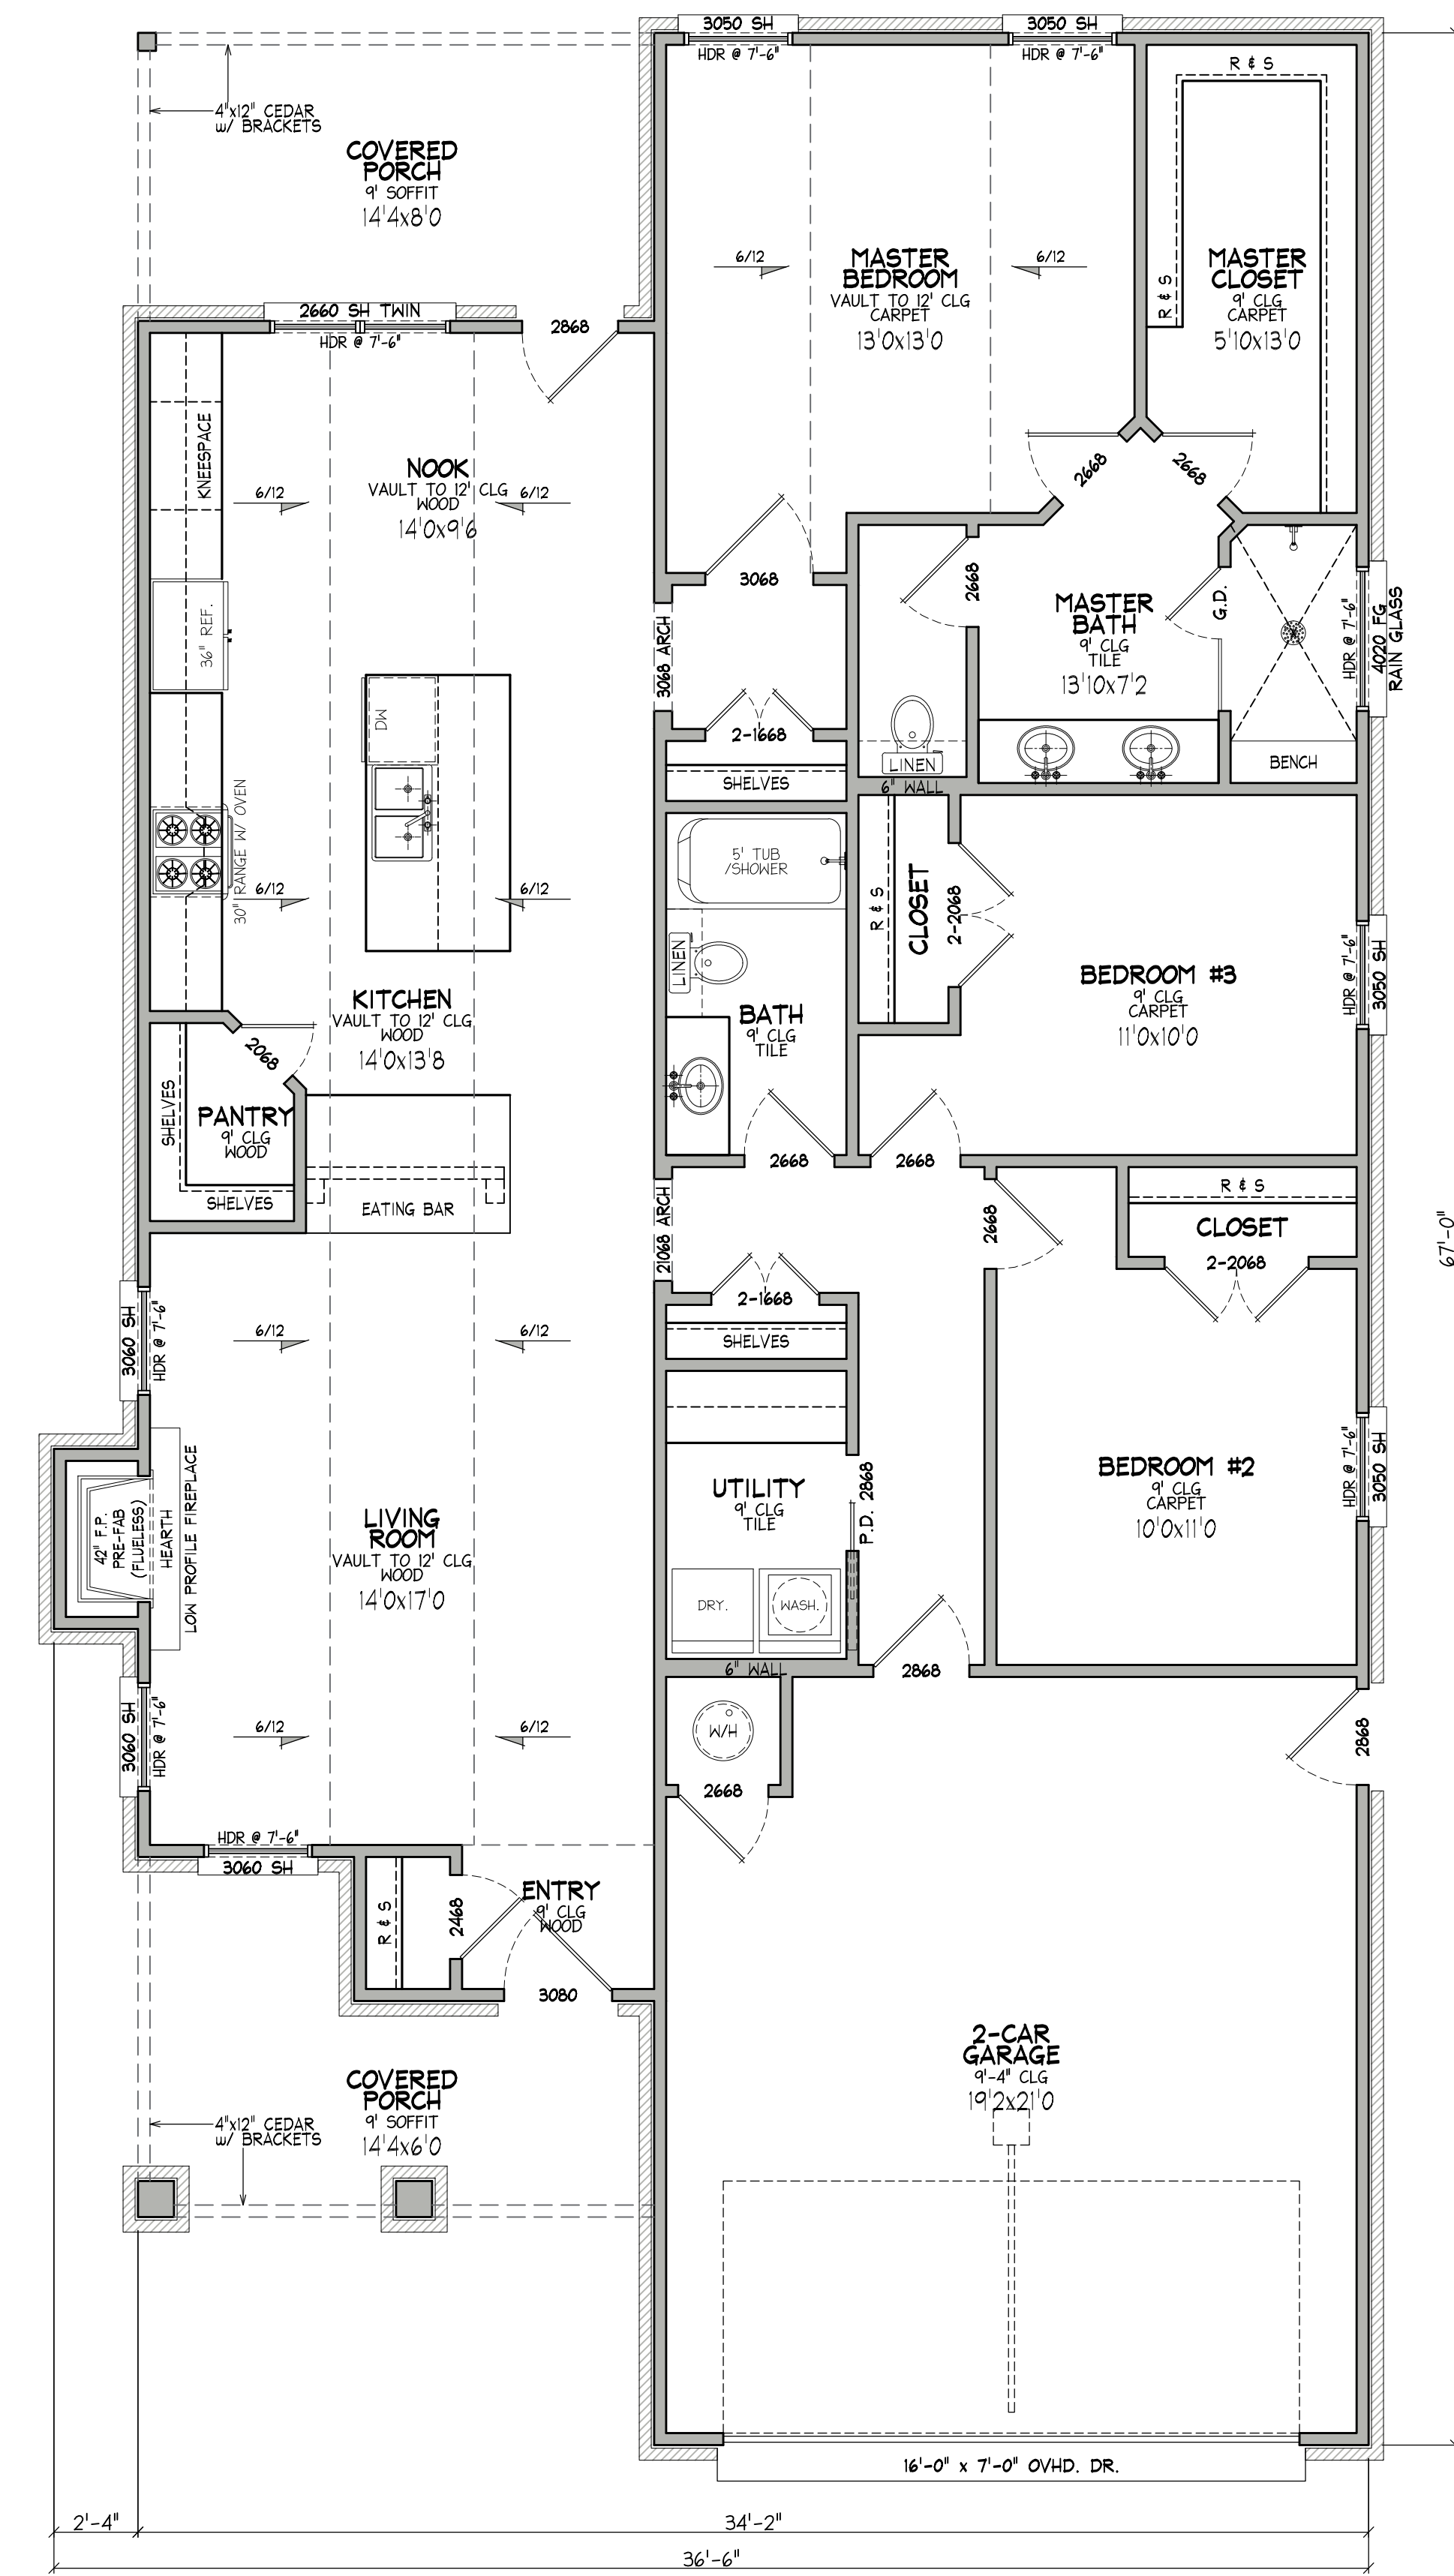 3050 SH
3050 SH
HDR @ 7'-6"
HDR @ 7'-6"
R & S
4"x12" CEDAR
w/ BRACKETS
COVERED
PORCH
9' SOFFIT
14'4x8'0
6/12
6/12
MASTER
BEDROOM
VAULT TO 12' CLG
CARPET
13'0x13'0
MASTER
CLOSET
9' CLG
CARPET
5'10x13'0
R & S
2660 SH TWIN
HDR @ 7'-6"
2868
KNEESPACE
NOOK
VAULT TO 12' CLG
WOOD
14'0x9'6
6/12
6/12
2668
2668
36" REF.
3068
3068 ARCH
2668
MASTER
BATH
9' CLG
TILE
13'10x7'2
G.D.
HDR @ 7'-6"
4020 FG
RAIN GLASS
DW
2-1668
SHELVES
LINEN
6" WALL
BENCH
30" RANGE W/ OVEN
6/12
6/12
5' TUB
/SHOWER
R & S
CLOSET
2-2068
LINEN
BEDROOM #3
9' CLG
CARPET
11'0x10'0
HDR @ 7'-6"
3050 SH
KITCHEN
VAULT TO 12' CLG
WOOD
14'0x13'8
BATH
9' CLG
TILE
2068
SHELVES
PANTRY
9' CLG
WOOD
SHELVES
EATING BAR
2668
2668
21068 ARCH
2668
R & S
CLOSET
2-2068
67'-0"
2-1668
SHELVES
3060 SH
HDR @ 7'-6"
6/12
6/12
UTILITY
9' CLG
TILE
P.D. 2868
BEDROOM #2
9' CLG
CARPET
10'0x11'0
HDR @ 7'-6"
3050 SH
42" F.P.
PRE-FAB
(FLUELESS)
HEARTH
LOW PROFILE FIREPLACE
LIVING
ROOM
VAULT TO 12' CLG
WOOD
14'0x17'0
DRY.
WASH.
6" WALL
2868
3060 SH
HDR @ 7'-6"
6/12
6/12
W/H
2668
2868
HDR @ 7'-6"
3060 SH
R & S
2468
ENTRY
9' CLG
WOOD
3080
2-CAR
GARAGE
9'-4" CLG
19'2x21'0
COVERED
PORCH
9' SOFFIT
14'4x6'0
4"x12" CEDAR
w/ BRACKETS
16'-0" x 7'-0" OVHD. DR.
2'-4"
34'-2"
36'-6"